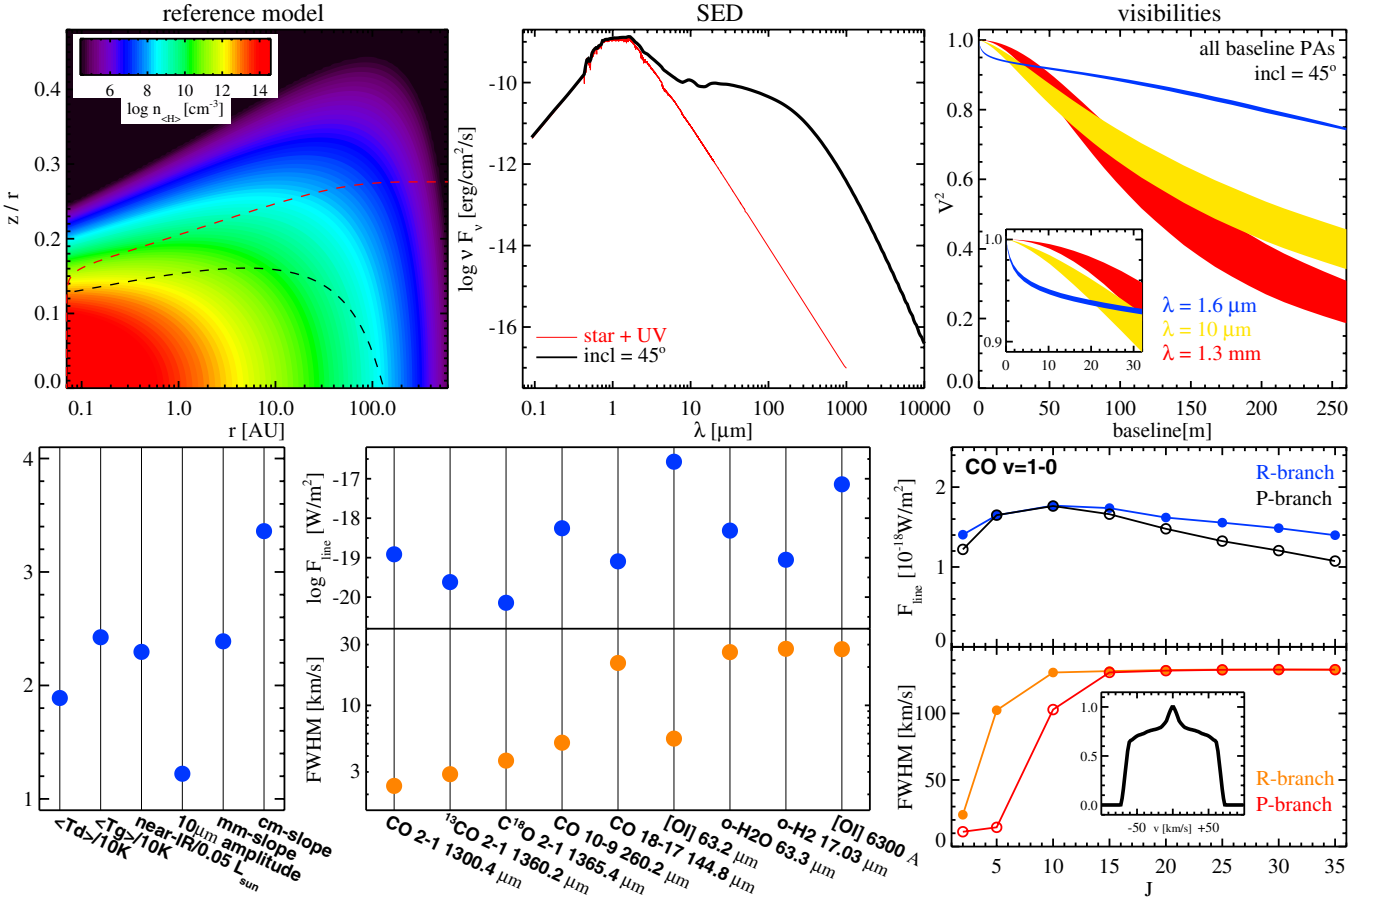 reference model
SED
visibilities
0.4
0.3
0.2
0.1
0.0
z / r
6 8 10 12 14
log n<H> [cm-3]
0.1 1.0 10.0 100.0
r [AU]
-10
-12
-14
-16
log ν Fν [erg/cm2/s]
star + UV
incl = 45o
0.1 1 10 100 1000 10000
λ [μm]
1.0
0.8
0.6
0.4
0.2
0.0
V2
all baseline PAs
incl = 45o
1.0
0.9
0 10 20 30
λ = 1.6 μm
λ = 10 μm
λ = 1.3 mm
0 50 100 150 200 250
baseline[m]
4
3
2
1
<Td>/10K
<Tg>/10K
near-IR/0.05 Lsun
10μm amplitude
mm-slope
cm-slope
-17
-18
-19
-20
log Fline [W/m2]
30
10
3
FWHM [km/s]
CO 2-1 1300.4 μm
13CO 2-1 1360.2 μm
C18O 2-1 1365.4 μm
CO 10-9 260.2 μm
CO 18-17 144.8 μm
[OI] 63.2 μm
o-H2O 63.3 μm
o-H2 17.03 μm
[OI] 6300 A
CO v=1-0
R-branch
P-branch
2
1
0
Fline [10-18W/m2]
100
50
0
FWHM [km/s]
1.0
0.5
0.0
-50 v [km/s] +50
R-branch
P-branch
5 10 15 20 25 30 35
J